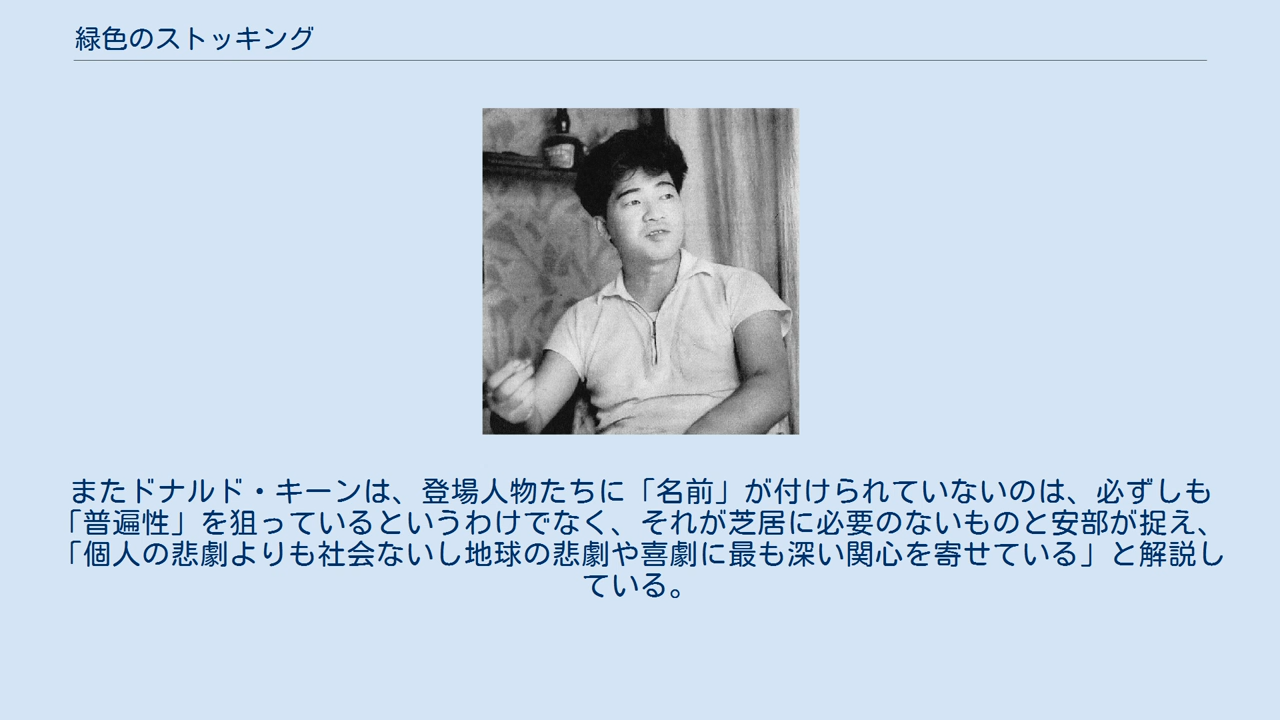 緑色のストッキング
またドナルド・キーンは、登場人物たちに「名前」が付けられていないのは、必ずしも
「普遍性」を狙っているというわけでなく、それが芝居に必要のないものと安部が捉え、
「個人の悲劇よりも社会ないし地球の悲劇や喜劇に最も深い関心を寄せている」と解説し
ている。